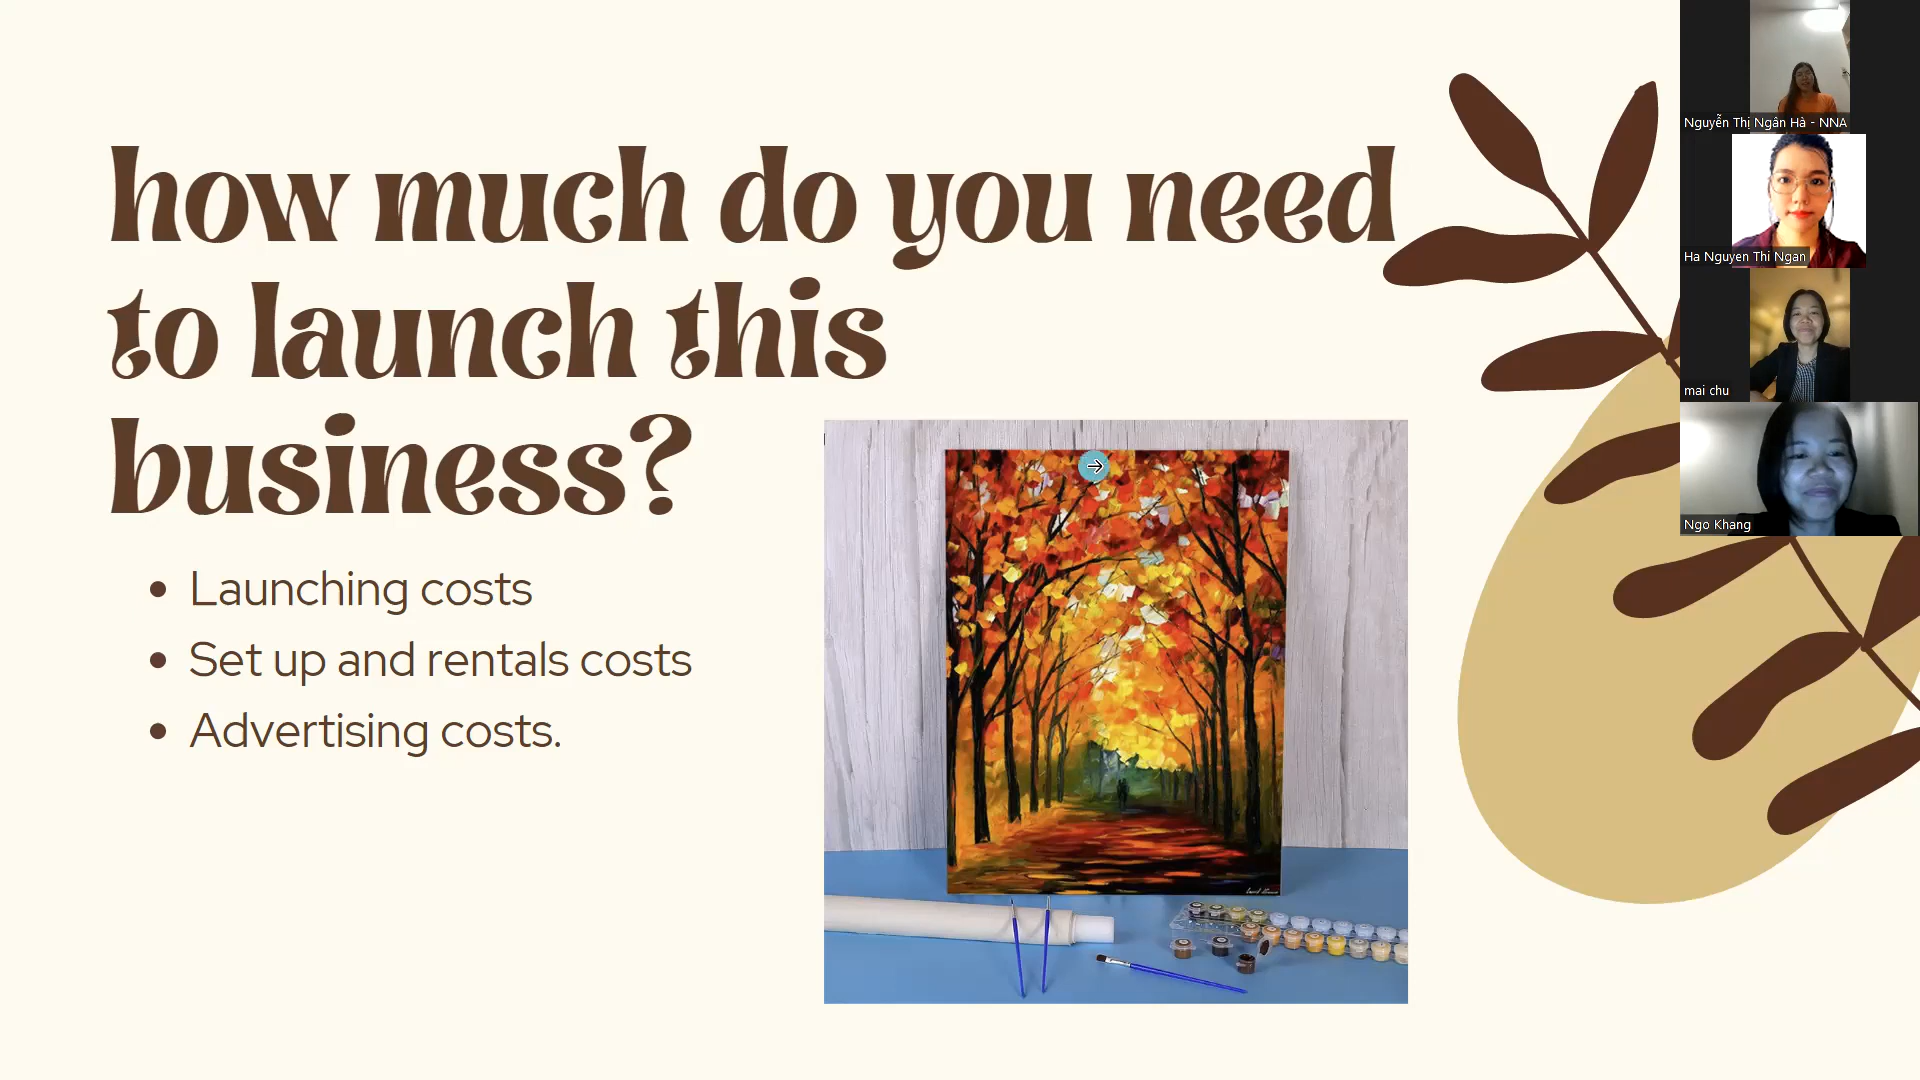 how much do you need
to launch this
business?
• Launching costs
• Set up and rentals costs
• Advertising costs.
Nguyễn Thị Ngân Hà - NNA
Ha Nguyen Thi Ngan
mai chu
Ngo Khang